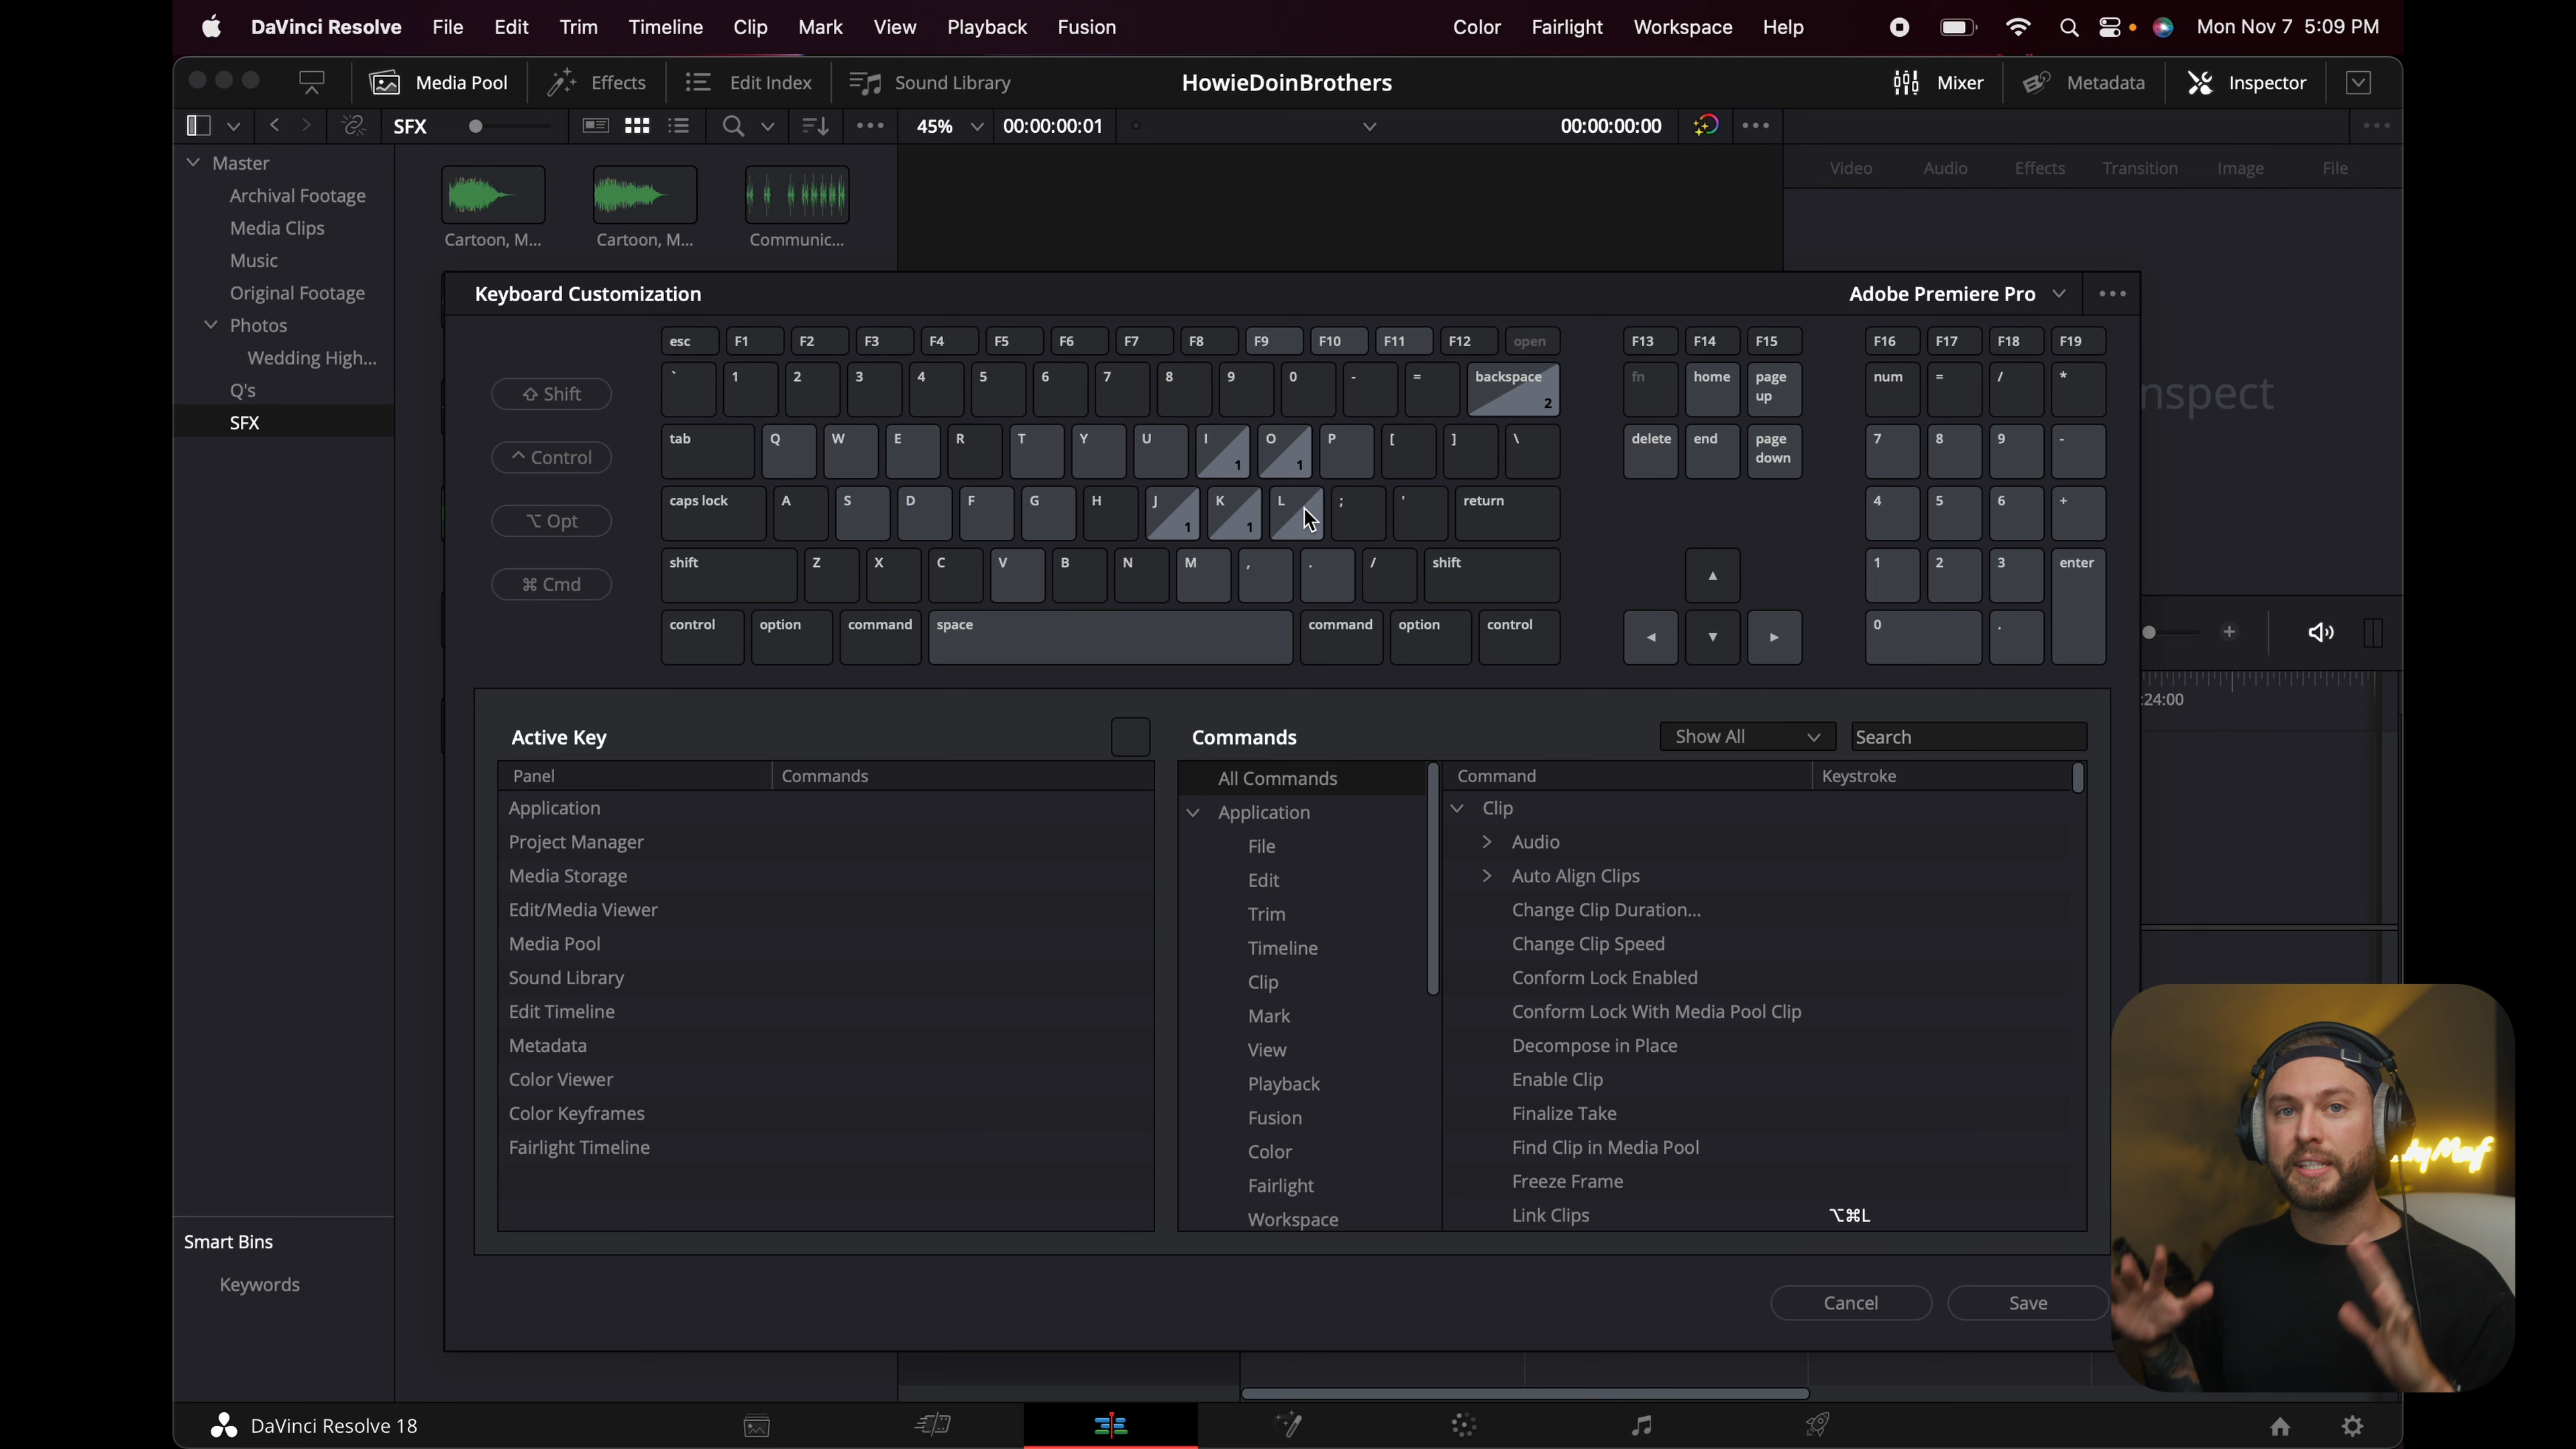 DaVinci Resolve File Edit Trim Timeline Clip Mark View Playback Fusion Color Fairlight Workspace Help Mon Nov 7 5:09 PM
Media Pool Effects Edit Index Sound Library HowieDoinBrothers Mixer Metadata Inspector
SFX 45% 00:00:00:01 00:00:00:00
Master
Archival Footage
Media Clips
Music
Original Footage
Photos
Wedding High...
Q's
SFX
Smart Bins
Keywords
Cartoon, M... Cartoon, M... Communic...
Video Audio Effects Transition Image File
nspect
:24:00
Keyboard Customization Adobe Premiere Pro
⇧ Shift
^ Control
⌥ Opt
⌘ Cmd
esc F1 F2 F3 F4 F5 F6 F7 F8 F9 F10 F11 F12 open F13 F14 F15 F16 F17 F18 F19
` 1 2 3 4 5 6 7 8 9 0 - = backspace 2 fn home page up num = / *
tab Q W E R T Y U I 1 O 1 P [ ] \ delete end page down 7 8 9 -
caps lock A S D F G H J 1 K 1 L ; ' return 4 5 6 +
shift Z X C V B N M , . / shift ▲ 1 2 3 enter
control option command space command option control ◄ ▼ ► 0 .
Active Key
Panel Commands
Application
Project Manager
Media Storage
Edit/Media Viewer
Media Pool
Sound Library
Edit Timeline
Metadata
Color Viewer
Color Keyframes
Fairlight Timeline
Commands Show All Search
All Commands
Application
File
Edit
Trim
Timeline
Clip
Mark
View
Playback
Fusion
Color
Fairlight
Workspace
Command Keystroke
Clip
Audio
Auto Align Clips
Change Clip Duration...
Change Clip Speed
Conform Lock Enabled
Conform Lock With Media Pool Clip
Decompose in Place
Enable Clip
Finalize Take
Find Clip in Media Pool
Freeze Frame
Link Clips ⌥⌘L
Cancel Save
DaVinci Resolve 18